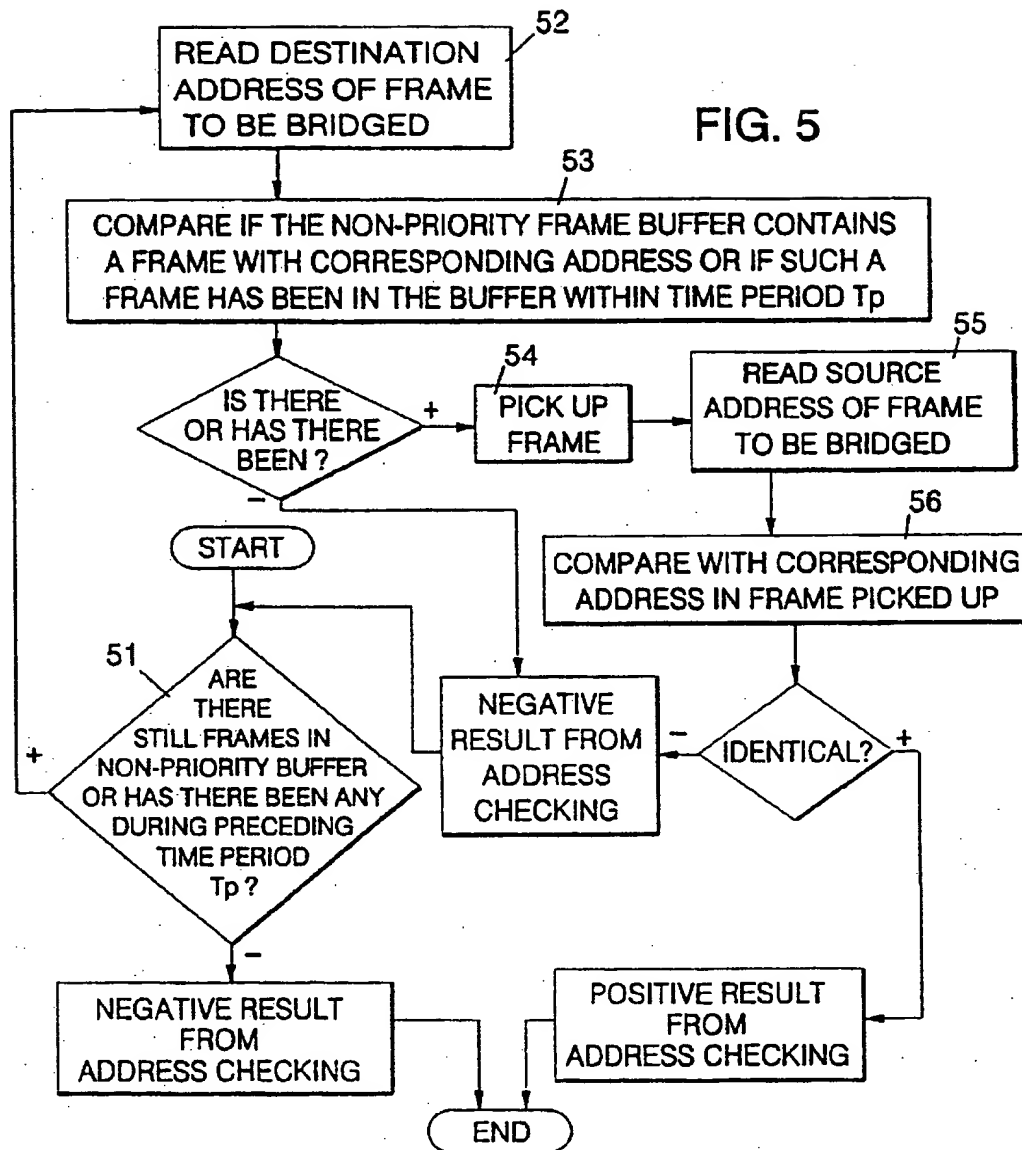 52
READ DESTINATION
ADDRESS OF FRAME
TO BE BRIDGED
FIG. 5
53
COMPARE IF THE NON-PRIORITY FRAME BUFFER CONTAINS
A FRAME WITH CORRESPONDING ADDRESS OR IF SUCH A
FRAME HAS BEEN IN THE BUFFER WITHIN TIME PERIOD Tp
IS THERE
OR HAS THERE
BEEN ?
+
−
54
PICK UP
FRAME
55
READ SOURCE
ADDRESS OF FRAME
TO BE BRIDGED
56
COMPARE WITH CORRESPONDING
ADDRESS IN FRAME PICKED UP
START
51
ARE
THERE
STILL FRAMES IN
NON-PRIORITY BUFFER
OR HAS THERE BEEN ANY
DURING PRECEDING
TIME PERIOD
Tp ?
+
−
NEGATIVE
RESULT FROM
ADDRESS
CHECKING
−
IDENTICAL?
+
NEGATIVE RESULT
FROM
ADDRESS CHECKING
POSITIVE RESULT
FROM
ADDRESS CHECKING
END